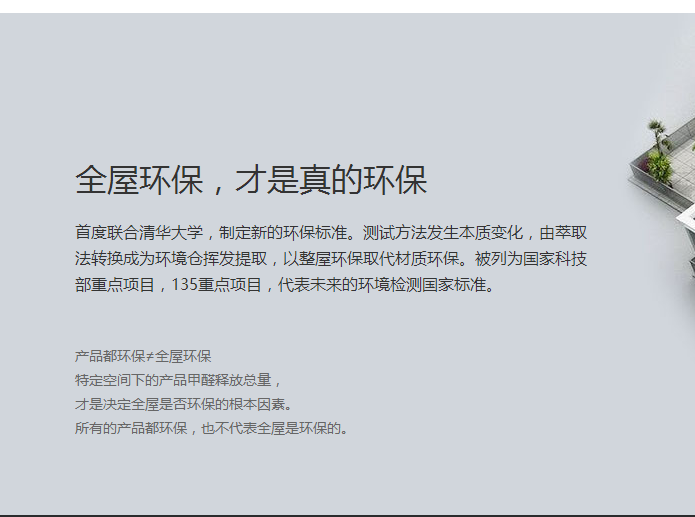 全屋环保，才是真的环保
首度联合清华大学，制定新的环保标准。测试方法发生本质变化，由萃取
法转换成为环境仓挥发提取，以整屋环保取代材质环保。被列为国家科技
部重点项目，135重点项目，代表未来的环境检测国家标准。
产品都环保≠全屋环保
特定空间下的产品甲醛释放总量，
才是决定全屋是否环保的根本因素。
所有的产品都环保，也不代表全屋是环保的。